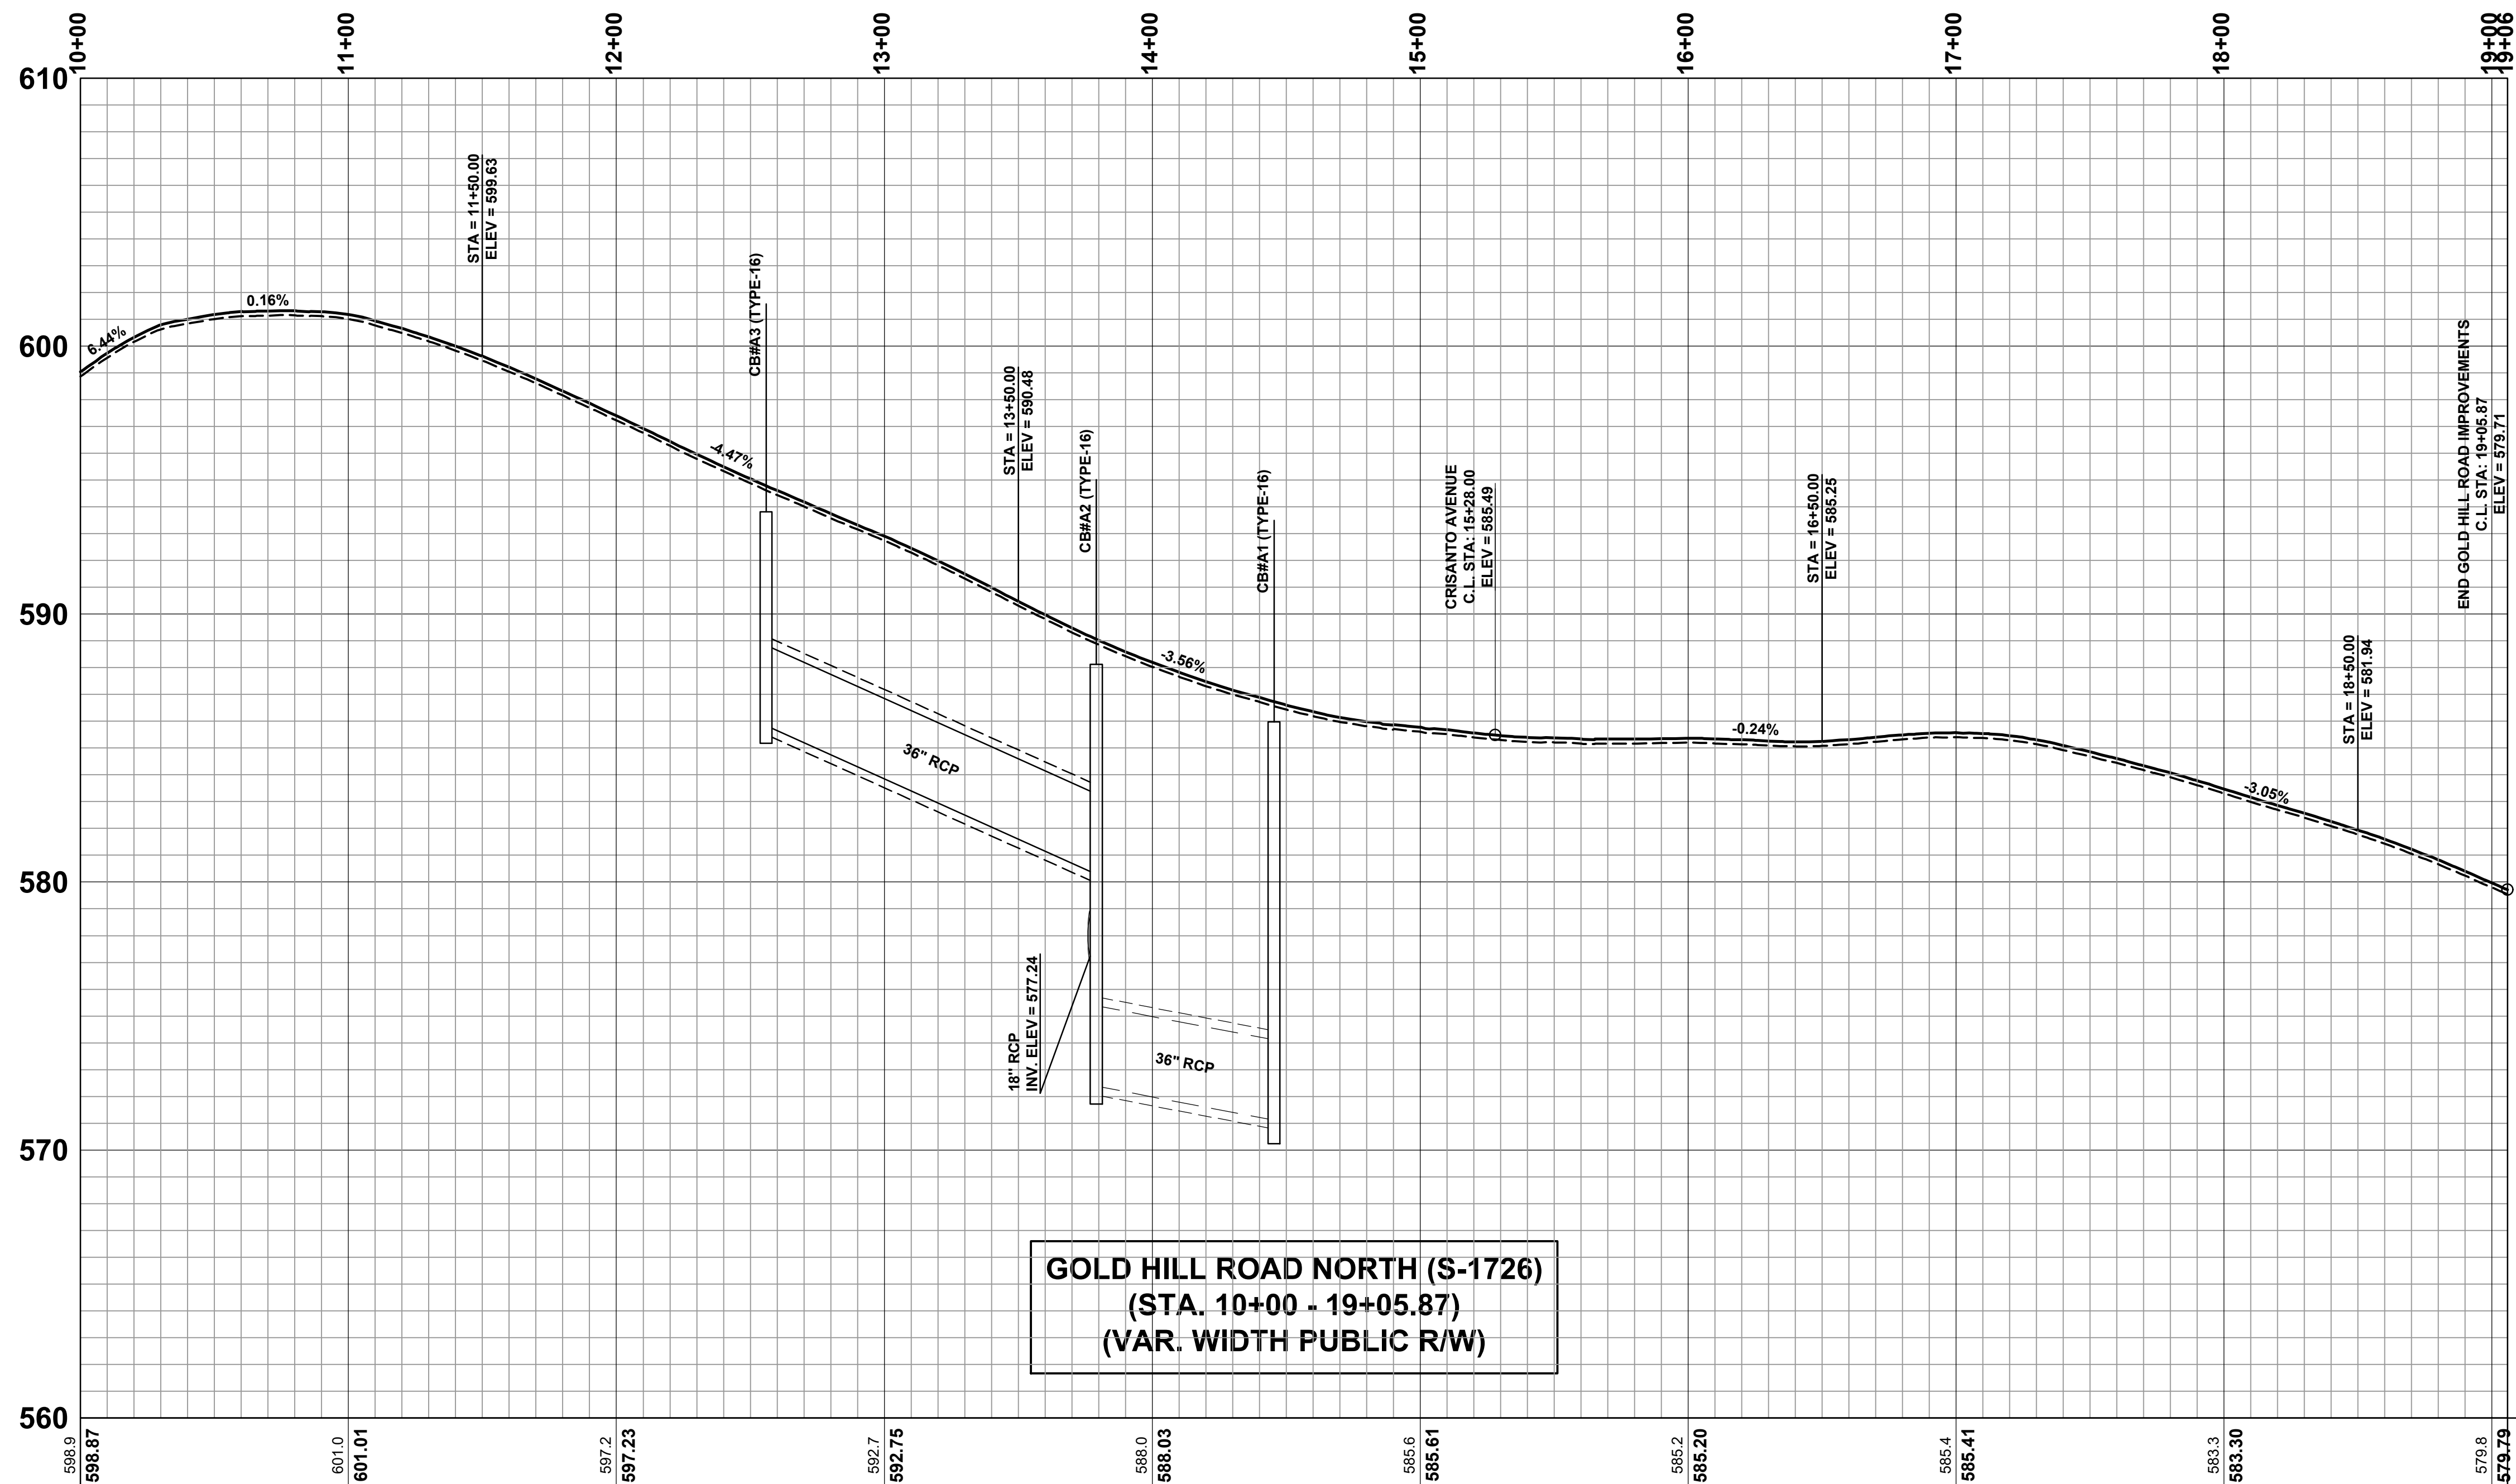 10+00
11+00
12+00
13+00
14+00
15+00
16+00
17+00
18+00
19+00
19+06
610
600
590
580
570
560
6.44%
0.16%
STA = 11+50.00
ELEV = 599.63
-4.47%
CB#A3 (TYPE-16)
STA = 13+50.00
ELEV = 590.48
CB#A2 (TYPE-16)
-3.56%
CB#A1 (TYPE-16)
CRISANTO AVENUE
C.L. STA: 15+28.00
ELEV = 585.49
-0.24%
STA = 16+50.00
ELEV = 585.25
-3.05%
STA = 18+50.00
ELEV = 581.94
END GOLD HILL ROAD IMPROVEMENTS
C.L. STA: 19+05.87
ELEV = 579.71
36" RCP
18" RCP
INV. ELEV = 577.24
36" RCP
GOLD HILL ROAD NORTH (S-1726)
(STA. 10+00 - 19+05.87)
(VAR. WIDTH PUBLIC R/W)
598.9
598.87
601.0
601.01
597.2
597.23
592.7
592.75
588.0
588.03
585.6
585.61
585.2
585.20
585.4
585.41
583.3
583.30
579.8
579.79